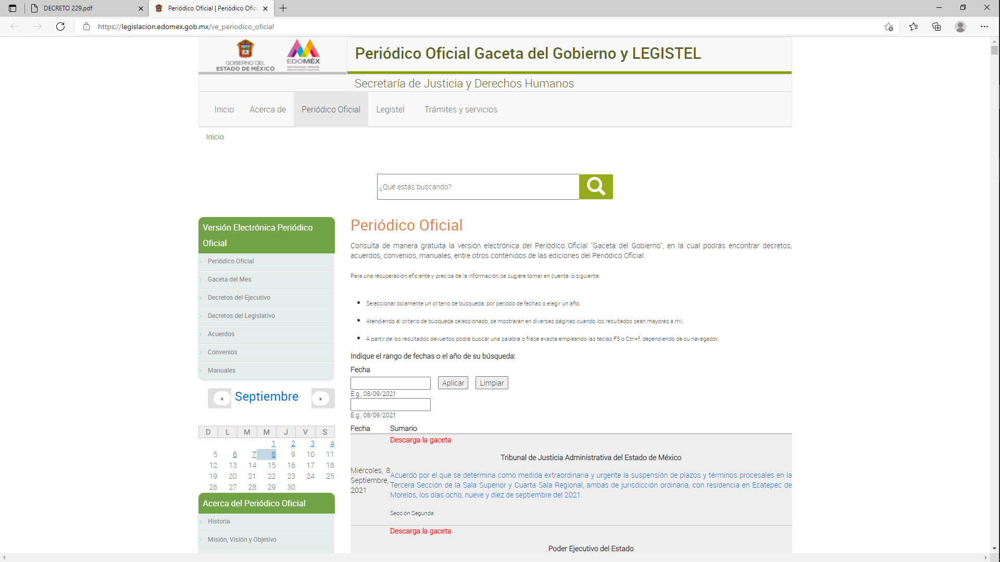 DECRETO 229.pdf
Periódico Oficial | Periódico Ofici
https://legislacion.edomex.gob.mx/ve_periodico_oficial
GOBIERNO DEL
ESTADO DE MÉXICO
EDOMÉX
DECISIONES FIRMES,
RESULTADOS FUERTES.
Periódico Oficial Gaceta del Gobierno y LEGISTEL
Secretaría de Justicia y Derechos Humanos
Inicio Acerca de Periódico Oficial Legistel Trámites y servicios
Inicio
¿Qué estás buscando?
Versión Electrónica Periódico
Oficial
Periódico Oficial
Gaceta del Mes
Decretos del Ejecutivo
Decretos del Legislativo
Acuerdos
Convenios
Manuales
« Septiembre »
D L M M J V S
1 2 3 4
5 6 7 8 9 10 11
12 13 14 15 16 17 18
19 20 21 22 23 24 25
26 27 28 29 30
Acerca del Periódico Oficial
Historia
Misión, Visión y Objetivo
Periódico Oficial
Consulta de manera gratuita la versión electrónica del Periódico Oficial "Gaceta del Gobierno", en la cual podrás encontrar decretos,
acuerdos, convenios, manuales, entre otros contenidos de las ediciones del Periódico Oficial.
Para una recuperación eficiente y precisa de la información se sugiere tomar en cuenta lo siguiente:
Seleccionar solamente un criterio de búsqueda, por periodo de fechas o elegir un año.
Atendiendo al criterio de búsqueda seleccionado, se mostraran en diversas páginas cuando los resultados sean mayores a mil.
A partir de los resultados devueltos podrá buscar una palabra o frase exacta empleando las teclas F3 o Ctrl+f, dependiendo de su navegador.
Indique el rango de fechas o el año de su búsqueda:
Fecha
Aplicar Limpiar
E.g., 08/09/2021
E.g., 08/09/2021
Fecha Sumario
Miércoles, 8
Septiembre,
2021
Descarga la gaceta
Tribunal de Justicia Administrativa del Estado de México
Acuerdo por el que se determina como medida extraordinaria y urgente la suspensión de plazos y términos procesales en la
Tercera Sección de la Sala Superior y Cuarta Sala Regional, ambas de jurisdicción ordinaria, con residencia en Ecatepec de
Morelos, los días ocho, nueve y diez de septiembre del 2021.
Sección Segunda
Descarga la gaceta
Poder Ejecutivo del Estado